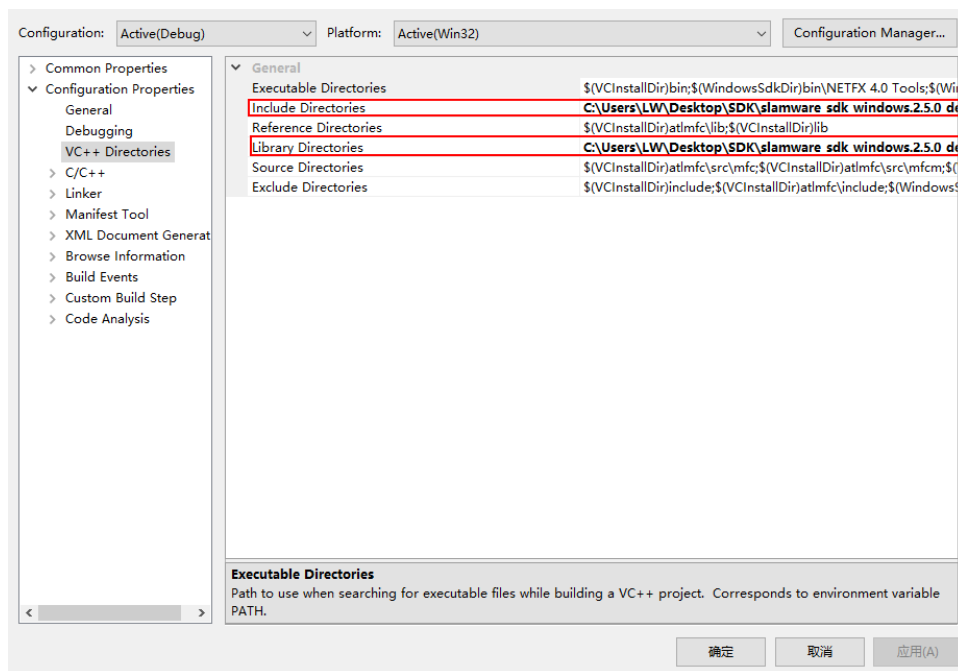 Configuration: Active(Debug) Platform: Active(Win32) Configuration Manager...
Common Properties
Configuration Properties
General
Debugging
VC++ Directories
C/C++
Linker
Manifest Tool
XML Document Generat
Browse Information
Build Events
Custom Build Step
Code Analysis
General
Executable Directories $(VCInstallDir)bin;$(WindowsSdkDir)bin\NETFX 4.0 Tools;$(Wi
Include Directories C:\Users\LW\Desktop\SDK\slamware sdk windows.2.5.0 de
Reference Directories $(VCInstallDir)atlmfc\lib;$(VCInstallDir)lib
Library Directories C:\Users\LW\Desktop\SDK\slamware sdk windows.2.5.0 de
Source Directories $(VCInstallDir)atlmfc\src\mfc;$(VCInstallDir)atlmfc\src\mfcm;$(
Exclude Directories $(VCInstallDir)include;$(VCInstallDir)atlmfc\include;$(WindowsS
Executable Directories
Path to use when searching for executable files while building a VC++ project. Corresponds to environment variable
PATH.
确定 取消 应用(A)